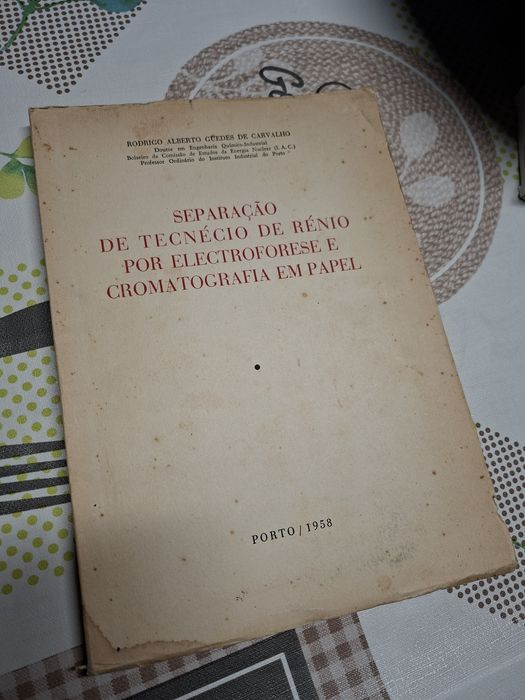 RODRIGO ALBERTO GUEDES DE CARVALHO
Doutor em Engenharia Químico-Industrial
Bolseiro da Comissão de Estudos da Energia Nuclear (I. A. C.)
Professor Ordinário do Instituto Industrial do Porto
SEPARAÇÃO
DE TECNÉCIO DE RÉNIO
POR ELECTROFORESE E
CROMATOGRAFIA EM PAPEL
PORTO / 1958